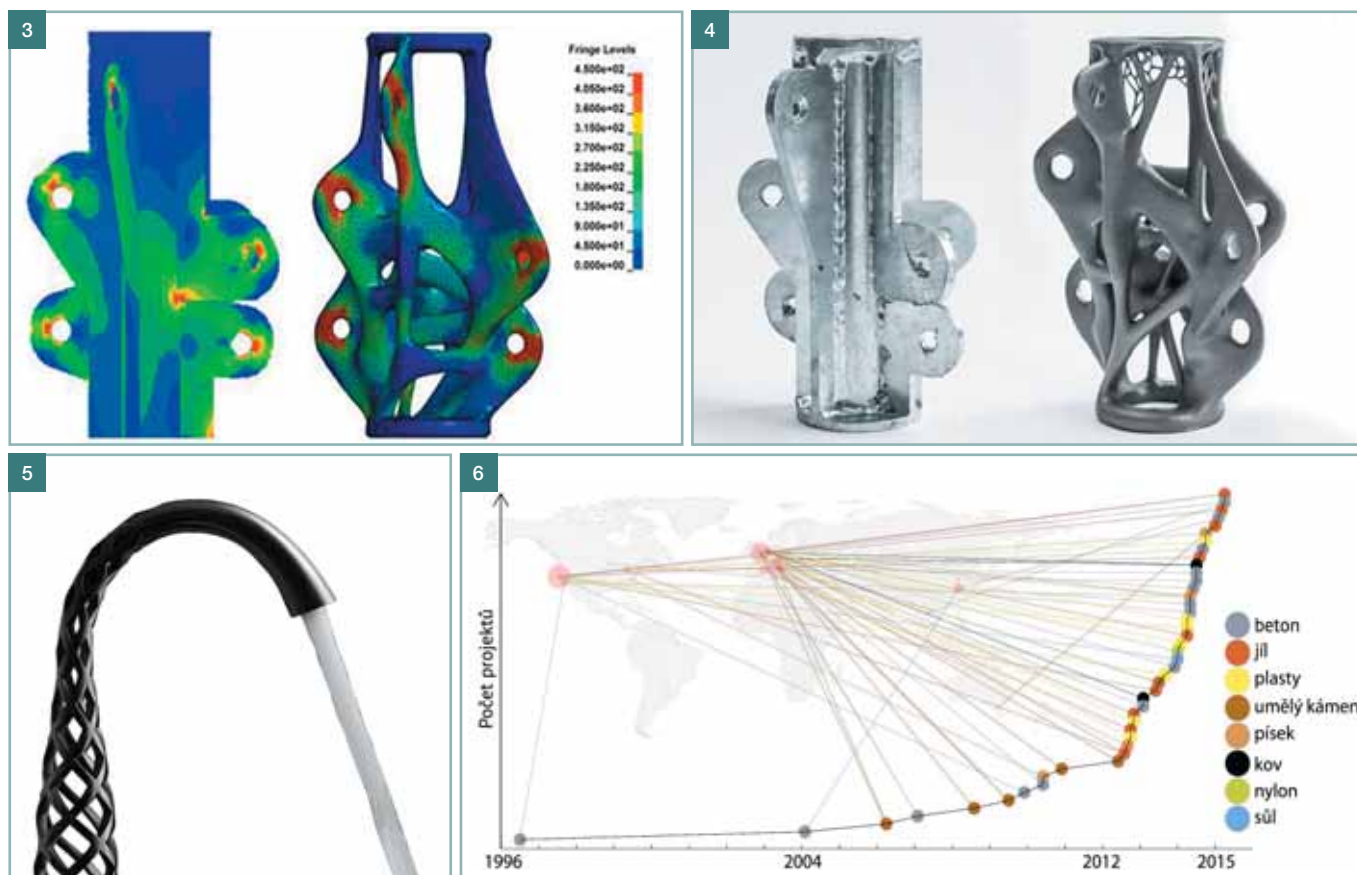 3
Fringe Levels
4.500e+02
4.050e+02
3.600e+02
3.150e+02
2.700e+02
2.250e+02
1.800e+02
1.350e+02
9.000e+01
4.500e+01
0.000e+00
4
5
6
Počet projektů
beton
jíl
plasty
umělý kámen
písek
kov
nylon
sůl
1996
2004
2012
2015